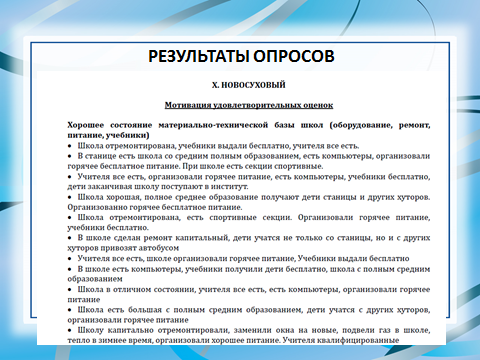 РЕЗУЛЬТАТЫ ОПРОСОВ
Х. НОВОСУХОВЫЙ
Мотивация удовлетворительных оценок
Хорошее состояние материально-технической базы школ (оборудование, ремонт,
питание, учебники)
• Школа отремонтирована, учебники выдали бесплатно, учителя все есть.
• В станице есть школа со средним полным образованием, есть компьютеры, организовали
горячее бесплатное питание. При школе есть секции спортивные.
• Учителя все есть, организовали горячее питание, есть компьютеры, учебники бесплатно,
дети заканчивая школу поступают в институт.
• Школа хорошая, полное среднее образование получают дети станицы и других хуторов.
Организованно горячее бесплатное питание.
• Школа отремонтирована, есть спортивные секции. Организовали горячее питание,
учебники бесплатно.
• В школе сделан ремонт капитальный, дети учатся не только со станицы, но и с других
хуторов привозят автобусом
• Учителя все есть, школе организовали горячее питание, Учебники выдали бесплатно
• В школе есть компьютеры, учебники получили дети бесплатно, школа с полным средним
образованием
• Школа в отличном состоянии, учителя все есть, есть компьютеры, организовали горячее
питание
• Школа есть большая с полным средним образованием, дети учатся с других хуторов,
организовали горячее питание
• Школу капитально отремонтировали, заменили окна на новые, подвели газ в школе,
тепло в зимнее время, организовали хорошее питание. Учителя квалифицированные